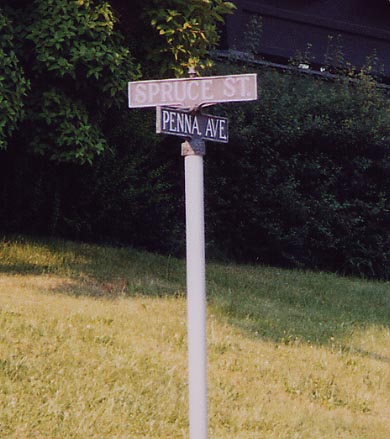 SPRUCE ST.
PENNA. AVE.